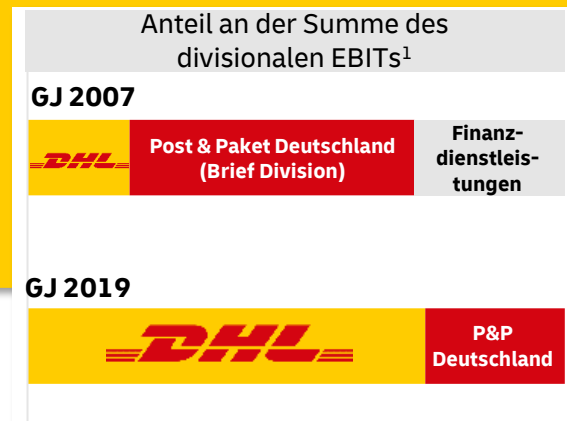 Anteil an der Summe des
divisionalen EBITs¹
GJ 2007
DHL
Post & Paket Deutschland
(Brief Division)
Finanz-
dienstleis-
tungen
GJ 2019
DHL
P&P
Deutschland